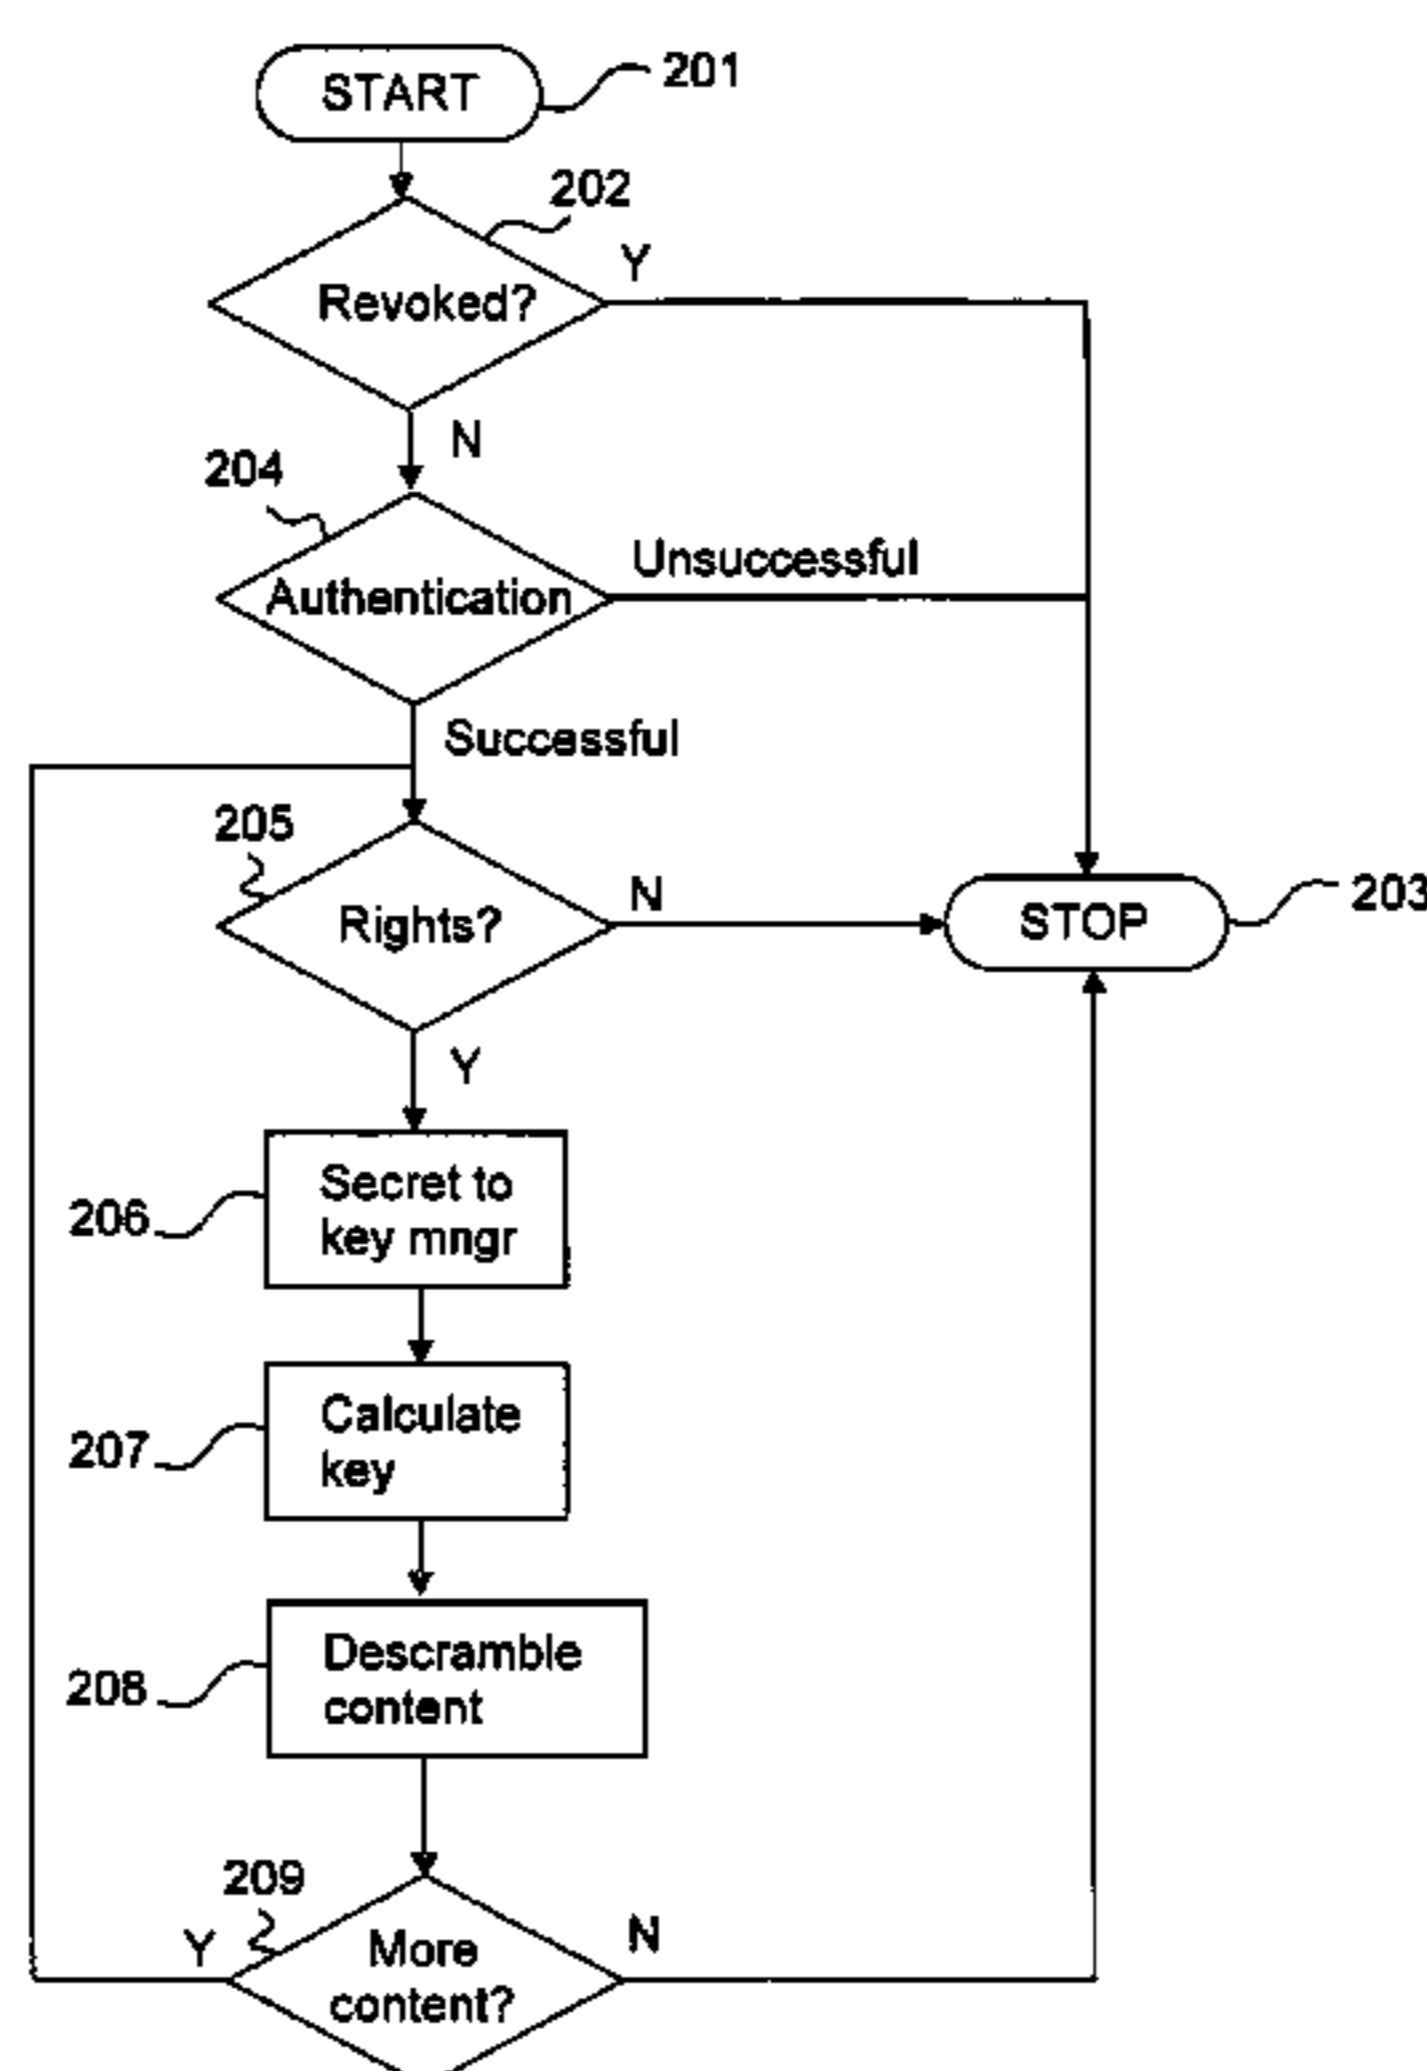 START
201
202
Revoked?
Y
N
204
Authentication
Unsuccessful
Successful
205
Rights?
N
STOP
203
Y
206
Secret to
key mngr
207
Calculate
key
208
Descramble
content
209
Y
More
content?
N